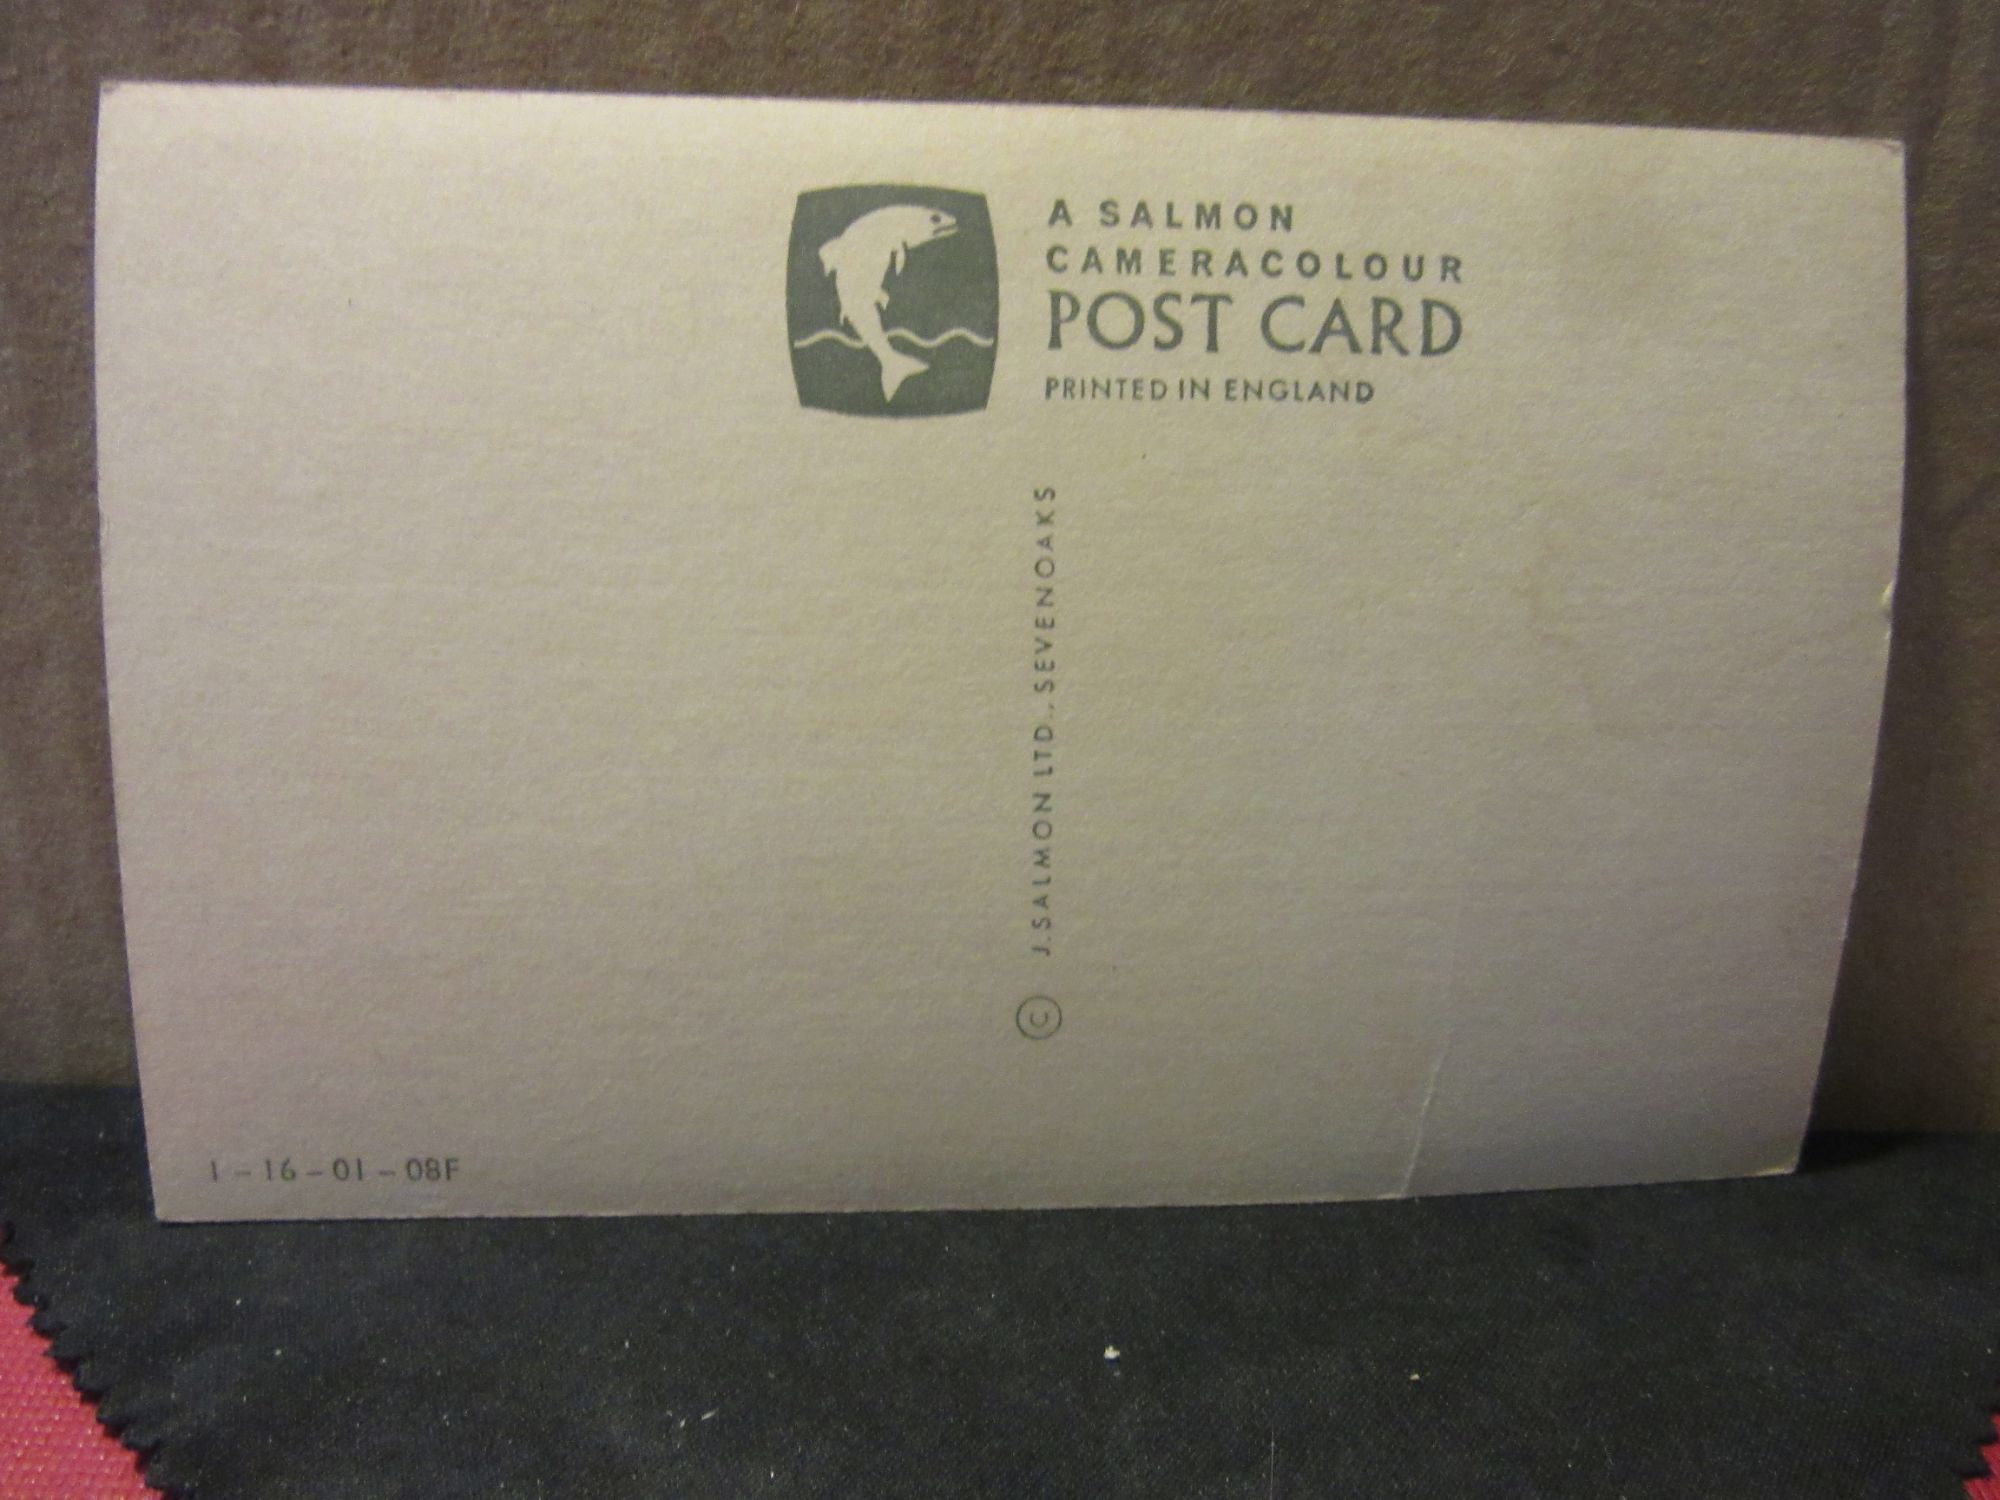 A SALMON
CAMERACOLOUR
POST CARD
PRINTED IN ENGLAND
© J. SALMON LTD., SEVENOAKS
1 – 16 – 01 – 08F